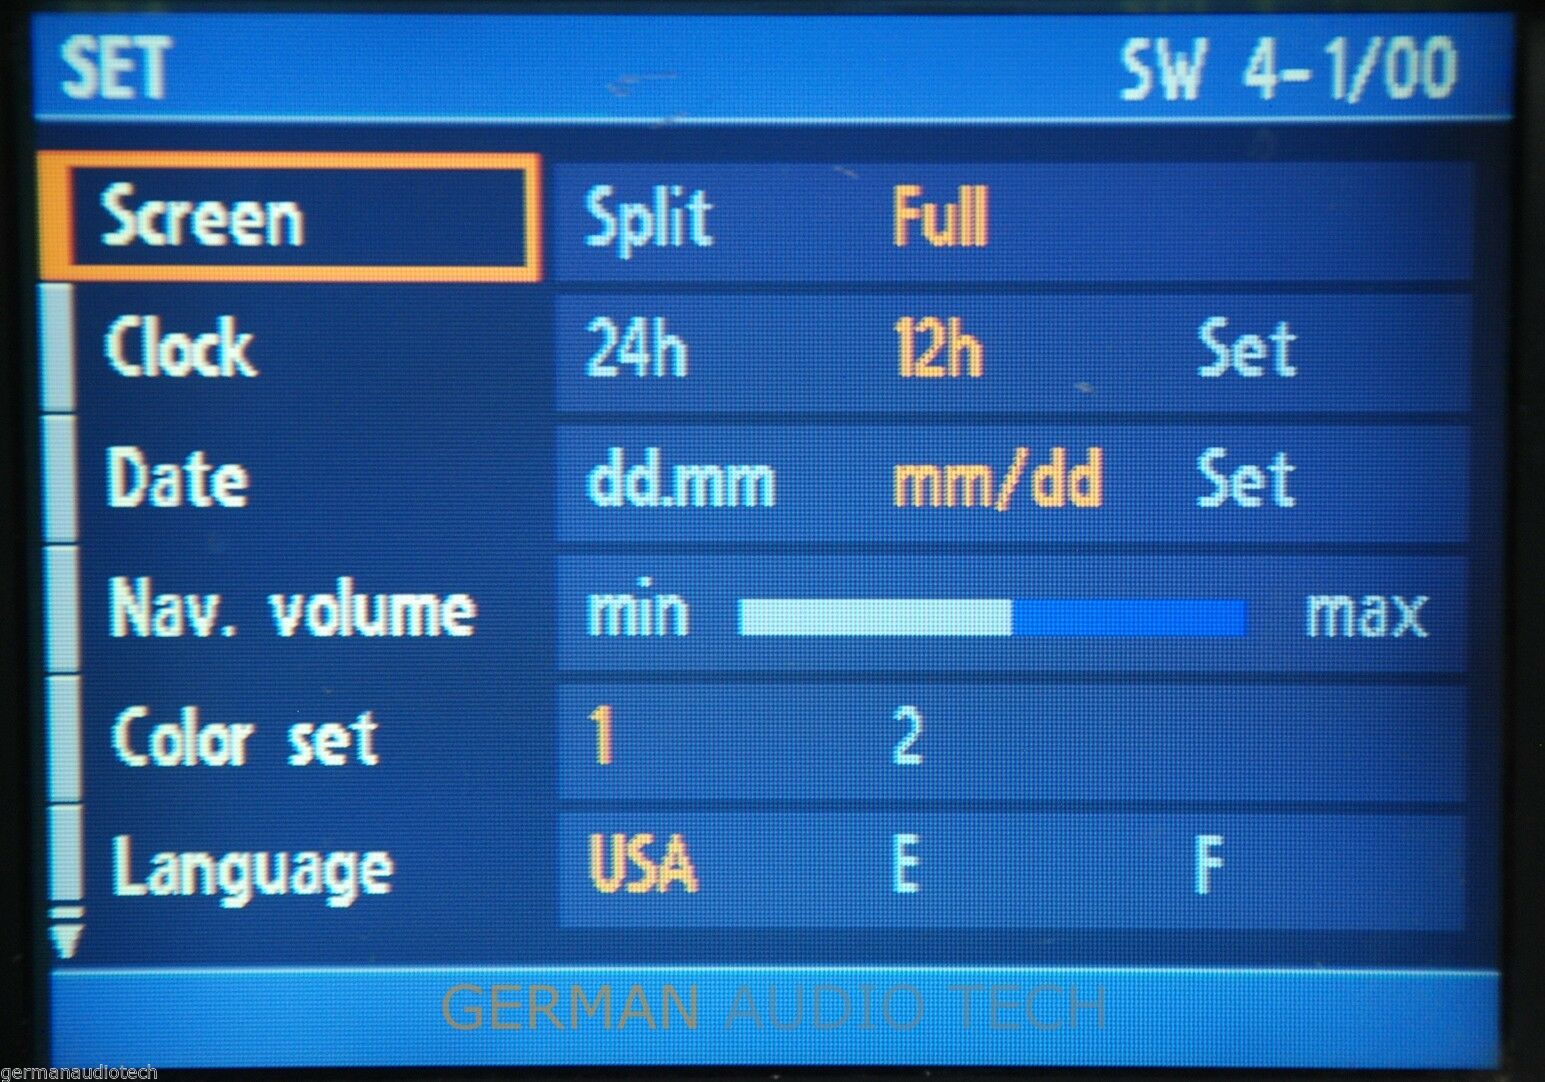 SET SW 4-1/00
Screen Split Full
Clock 24h 12h Set
Date dd.mm mm/dd Set
Nav. volume min max
Color set 1 2
Language USA E F
GERMAN AUDIO TECH
germanaudiotech